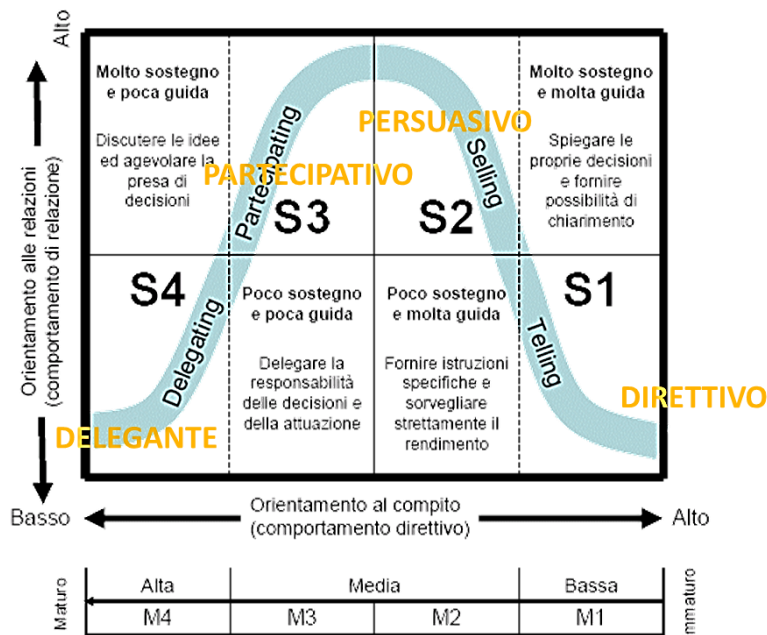 Alto
Orientamento alle relazioni
(comportamento di relazione)
Molto sostegno
e poca guida
Discutere le idee
ed agevolare la
presa di
decisioni
Partecipating
PARTECIPATIVO
S3
PERSUASIVO
Selling
S2
Molto sostegno
e molta guida
Spiegare le
proprie decisioni
e fornire
possibilità di
chiarimento
S4
Delegating
DELEGANTE
Poco sostegno
e poca guida
Delegare la
responsabilità
delle decisioni e
della attuazione
Poco sostegno
e molta guida
Fornire istruzioni
specifiche e
sorvegliare
strettamente il
rendimento
S1
Telling
DIRETTIVO
Basso
Orientamento al compito
(comportamento direttivo)
Alto
Maturo
Alta
Media
Bassa
mmaturo
M4
M3
M2
M1